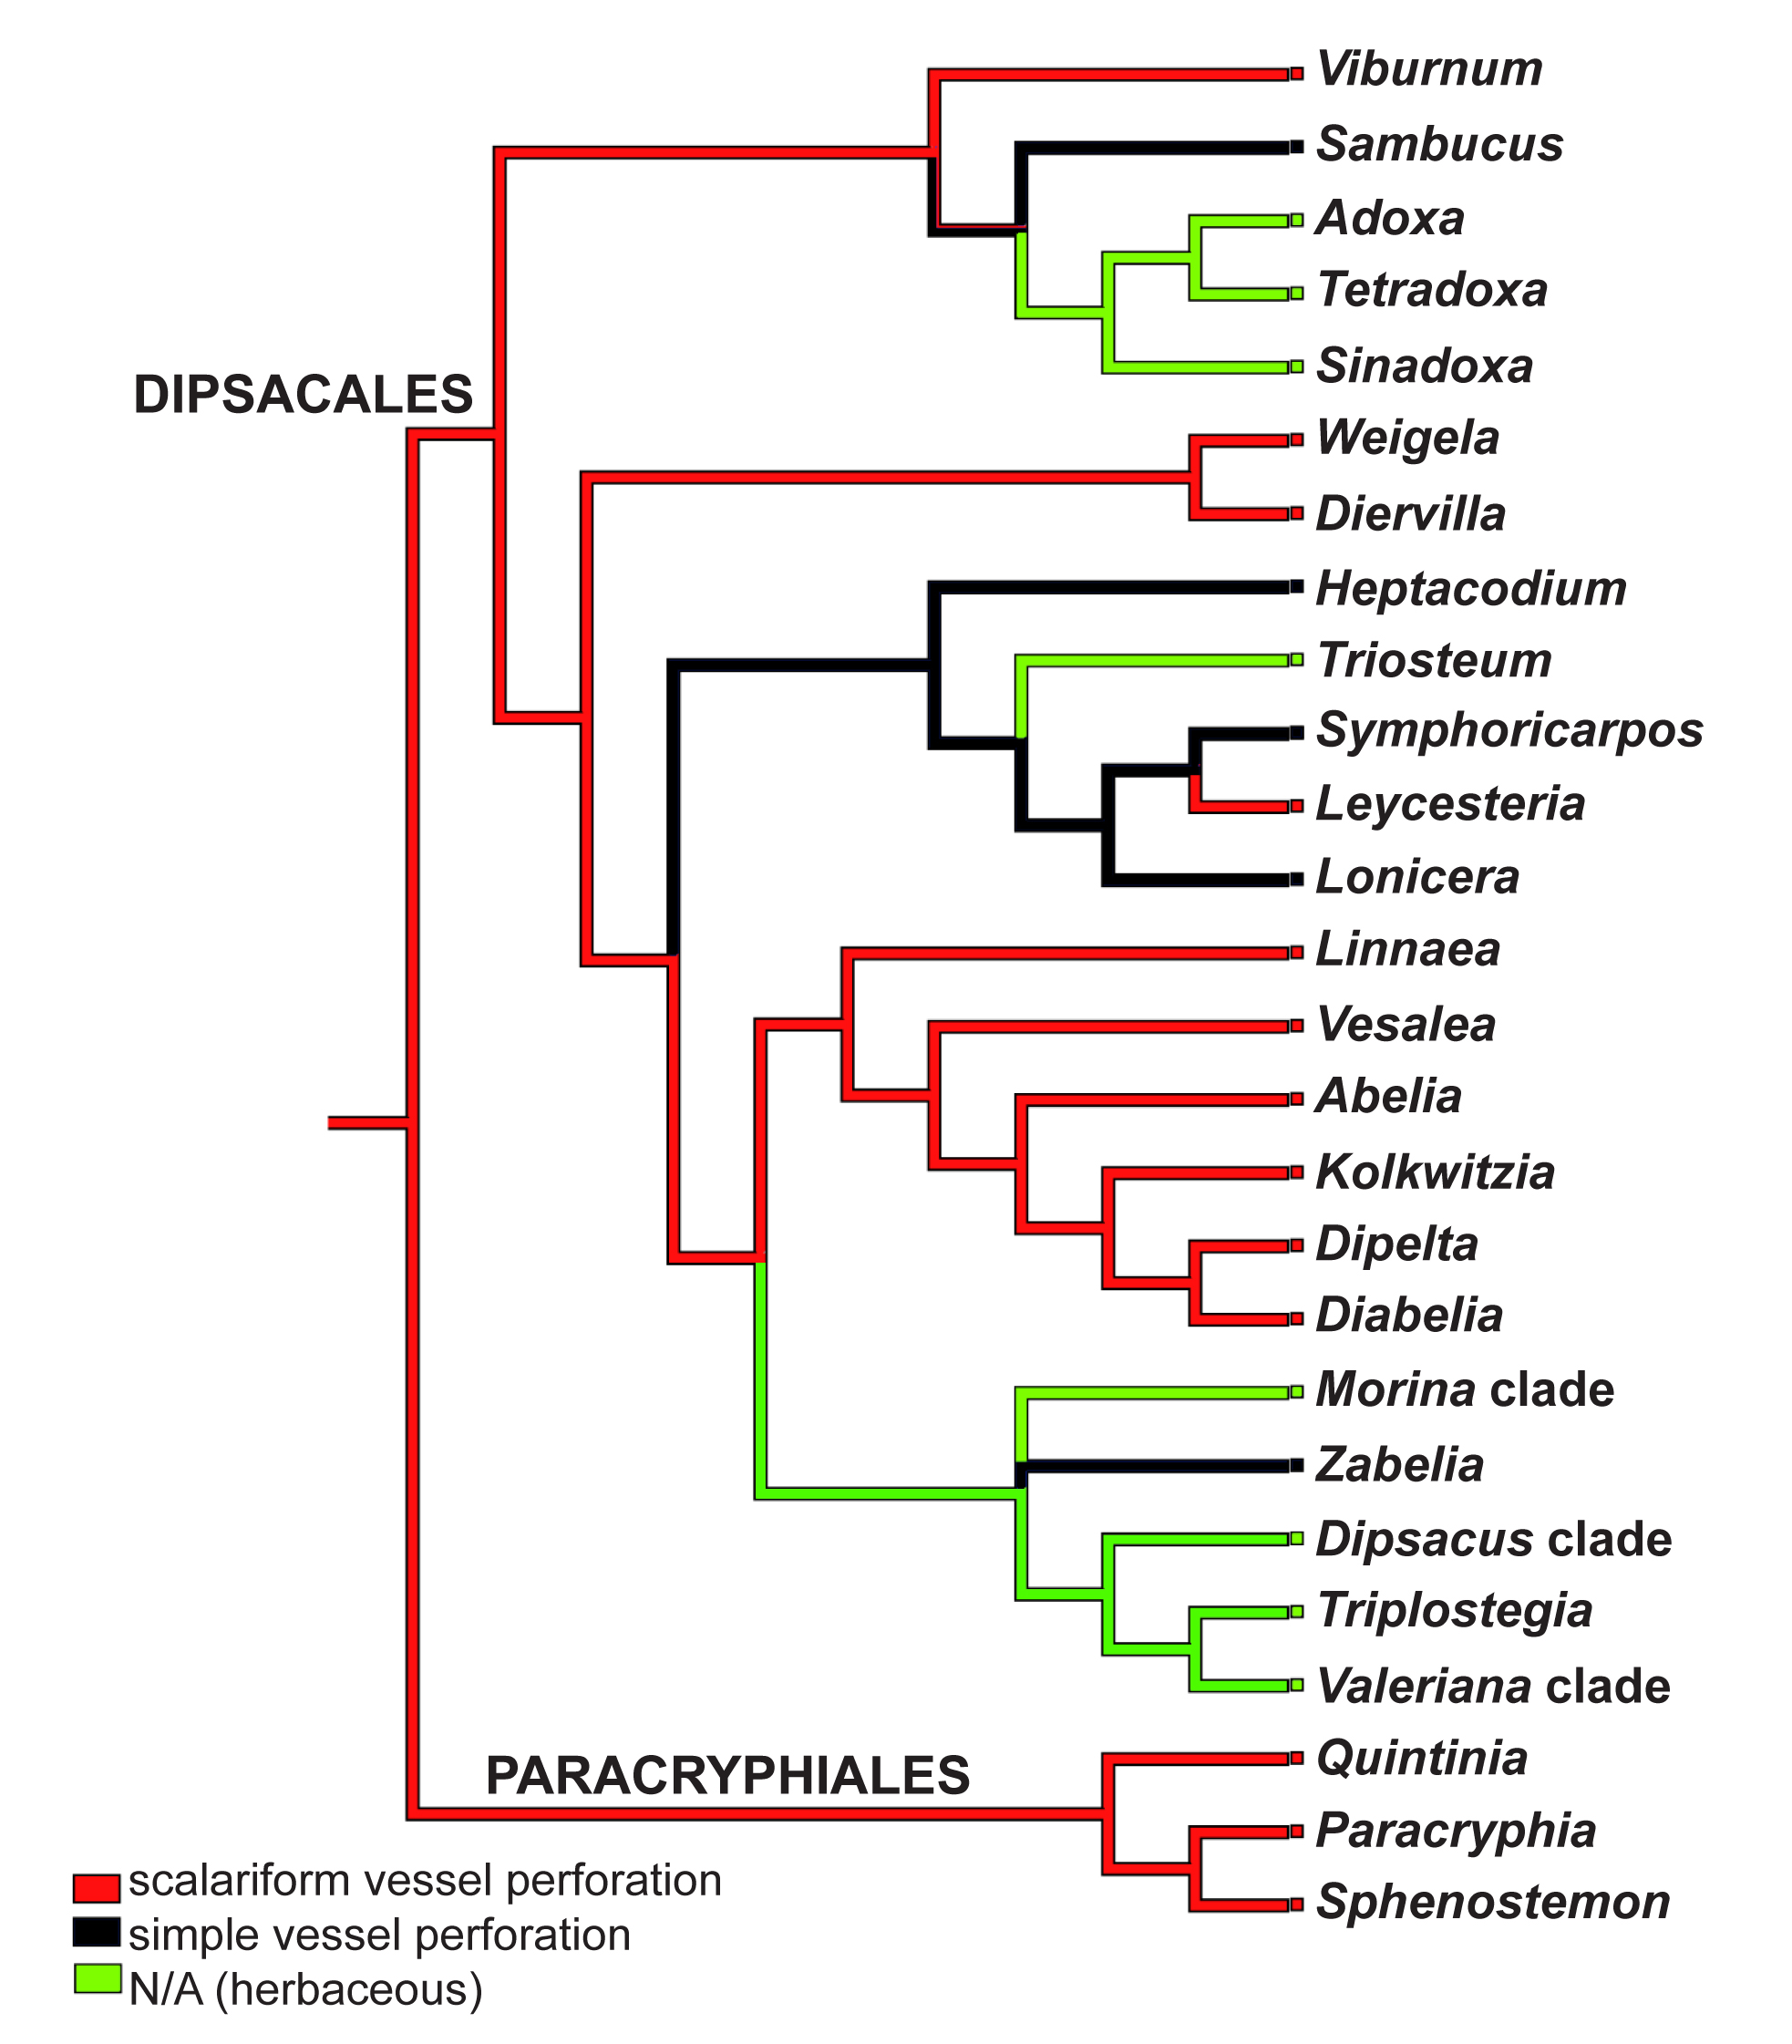 Viburnum
Sambucus
Adoxa
Tetradoxa
Sinadoxa
DIPSACALES
Weigela
Diervilla
Heptacodium
Triosteum
Symphoricarpos
Leycesteria
Lonicera
Linnaea
Vesalea
Abelia
Kolkwitzia
Dipelta
Diabelia
Morina clade
Zabelia
Dipsacus clade
Triplostegia
Valeriana clade
Quintinia
PARACRYPHIALES
Paracryphia
Sphenostemon
scalariform vessel perforation
simple vessel perforation
N/A (herbaceous)